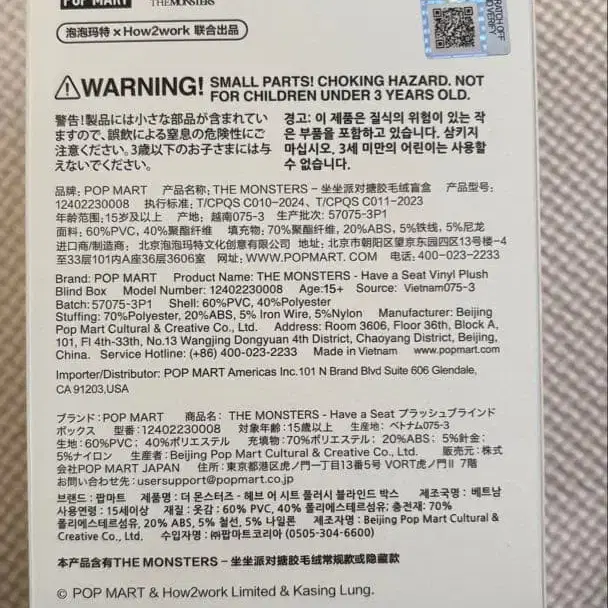 POP MART THE MONSTERS
泡泡玛特 × How2work 联合出品
SCRATCH-OFF
AND VERIFY
WARNING! SMALL PARTS! CHOKING HAZARD. NOT
FOR CHILDREN UNDER 3 YEARS OLD.
警告!製品には小さな部品が含まれてい
ますので、誤飲による窒息の危険性にご
注意ください。3歳以下のお子さまには与
えないでください。
경고: 이 제품은 질식의 위험이 있는 작
은 부품을 포함하고 있습니다. 삼키지
마십시오. 3세 미만의 어린이는 사용할
수 없습니다.
品牌: POP MART 产品名称: THE MONSTERS – 坐坐派对搪胶毛绒盲盒 产品型号:
12402230008 执行标准: T/CPQS C010-2024、T/CPQS C011-2023
年龄范围:15岁及以上 产地: 越南075-3 生产批次: 57075-3P1
面料: 60%PVC, 40%聚酯纤维 填充物: 70%聚酯纤维, 20%ABS, 5%铁线, 5%尼龙
进口商/制造商: 北京泡泡玛特文化创意有限公司 地址: 北京市朝阳区望京东园四区13号楼-4
至33层101内A座36层3606室 网址: WWW.POPMART.COM 电话:400-023-2233
Brand: POP MART Product Name: THE MONSTERS - Have a Seat Vinyl Plush
Blind Box Model Number: 12402230008 Age:15+ Source: Vietnam075-3
Batch: 57075-3P1 Shell: 60%PVC, 40%Polyester
Stuffing: 70%Polyester, 20%ABS, 5% Iron Wire, 5%Nylon Manufacturer: Beijing
Pop Mart Cultural & Creative Co., Ltd. Address: Room 3606, Floor 36th, Block A,
101, Fl 4-33th, No.13 Wangjing Dongyuan 4th District, Chaoyang District, Beijing,
China. Service Hotline: (+86) 400-023-2233 Made in Vietnam www.popmart.com
Importer/Distributor: POP MART Americas Inc.101 N Brand Blvd Suite 606 Glendale,
CA 91203,USA
ブランド: POP MART 商品名: THE MONSTERS - Have a Seat プラッシュブラインド
ボックス 型番: 12402230008 対象年齢: 15歳以上 生産地: ベトナム075-3
生地: 60%PVC; 40%ポリエステル 充填物: 70%ポリエステル; 20%ABS; 5%針金;
5%ナイロン 生産者: Beijing Pop Mart Cultural & Creative Co., Ltd. 販売元: 株式
会社POP MART JAPAN 住所: 東京都港区虎ノ門一丁目13番5号 VORT虎ノ門Ⅱ 7階
お問い合わせ先: usersupport@popmart.co.jp
브랜드 : 팝마트 제품명 : 더 몬스터즈 - 헤브 어 시트 플러시 블라인드 박스 제조국명 : 베트남
사용연령 : 15세이상 재질 : 옷감 : 60% PVC, 40% 폴리에스테르섬유; 충전재: 70%
폴리에스테르섬유, 20% ABS, 5% 철선, 5% 나일론 제조자명 : Beijing Pop Mart Cultural &
Creative Co., Ltd. 수입자명 : ㈜팝마트코리아 (0505-304-6600)
本产品含有THE MONSTERS – 坐坐派对搪胶毛绒常规款或隐藏款
© POP MART & How2work Limited & Kasing Lung.